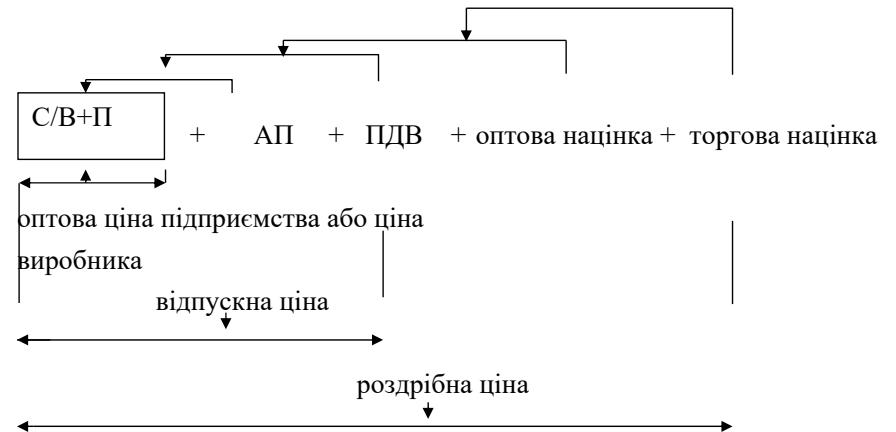 С/В+П + АП + ПДВ + оптова націнка + торгова націнка
оптова ціна підприємства або ціна
виробника
відпускна ціна
роздрібна ціна